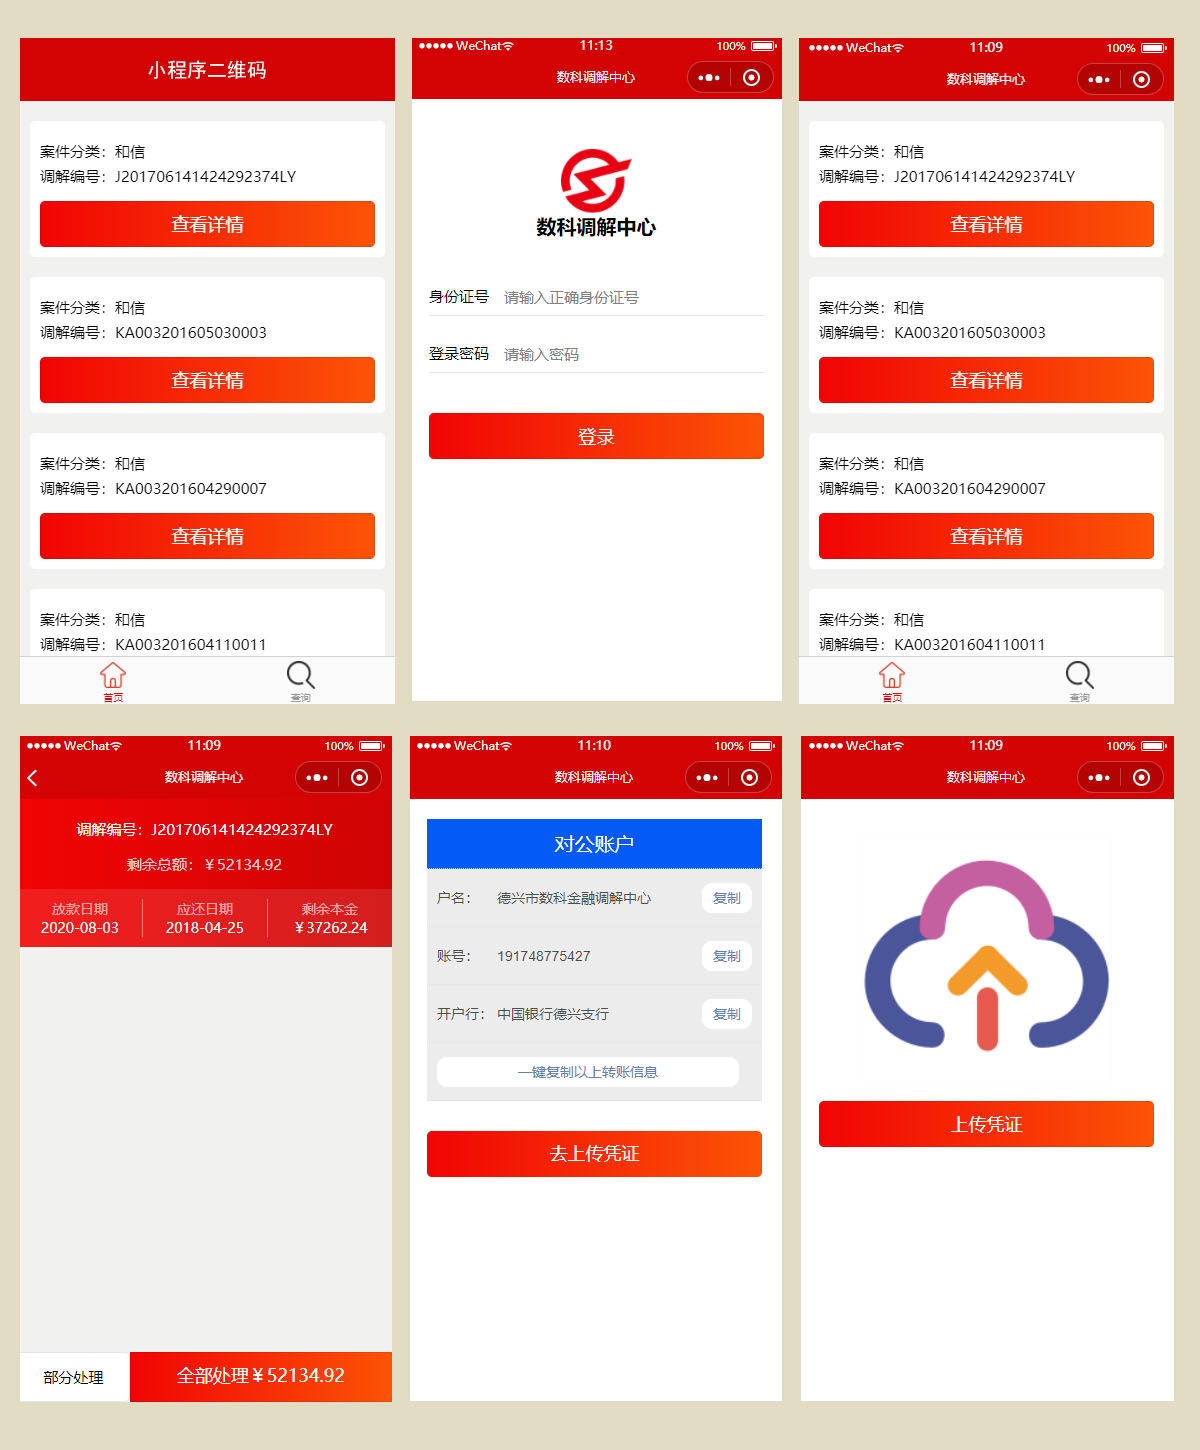 小程序二维码
案件分类：和信
调解编号：J201706141424292374LY
查看详情
案件分类：和信
调解编号：KA003201605030003
查看详情
案件分类：和信
调解编号：KA003201604290007
查看详情
案件分类：和信
调解编号：KA003201604110011
首页
查询
WeChat 11:13 100%
数科调解中心
数科调解中心
身份证号 请输入正确身份证号
登录密码 请输入密码
登录
WeChat 11:09 100%
数科调解中心
案件分类：和信
调解编号：J201706141424292374LY
查看详情
案件分类：和信
调解编号：KA003201605030003
查看详情
案件分类：和信
调解编号：KA003201604290007
查看详情
案件分类：和信
调解编号：KA003201604110011
首页
查询
WeChat 11:09 100%
数科调解中心
调解编号：J201706141424292374LY
剩余总额：￥52134.92
放款日期 应还日期 剩余本金
2020-08-03 2018-04-25 ￥37262.24
部分处理 全部处理￥52134.92
WeChat 11:10 100%
数科调解中心
对公账户
户名： 德兴市数科金融调解中心 复制
账号： 191748775427 复制
开户行： 中国银行德兴支行 复制
一键复制以上转账信息
去上传凭证
WeChat 11:09 100%
数科调解中心
上传凭证